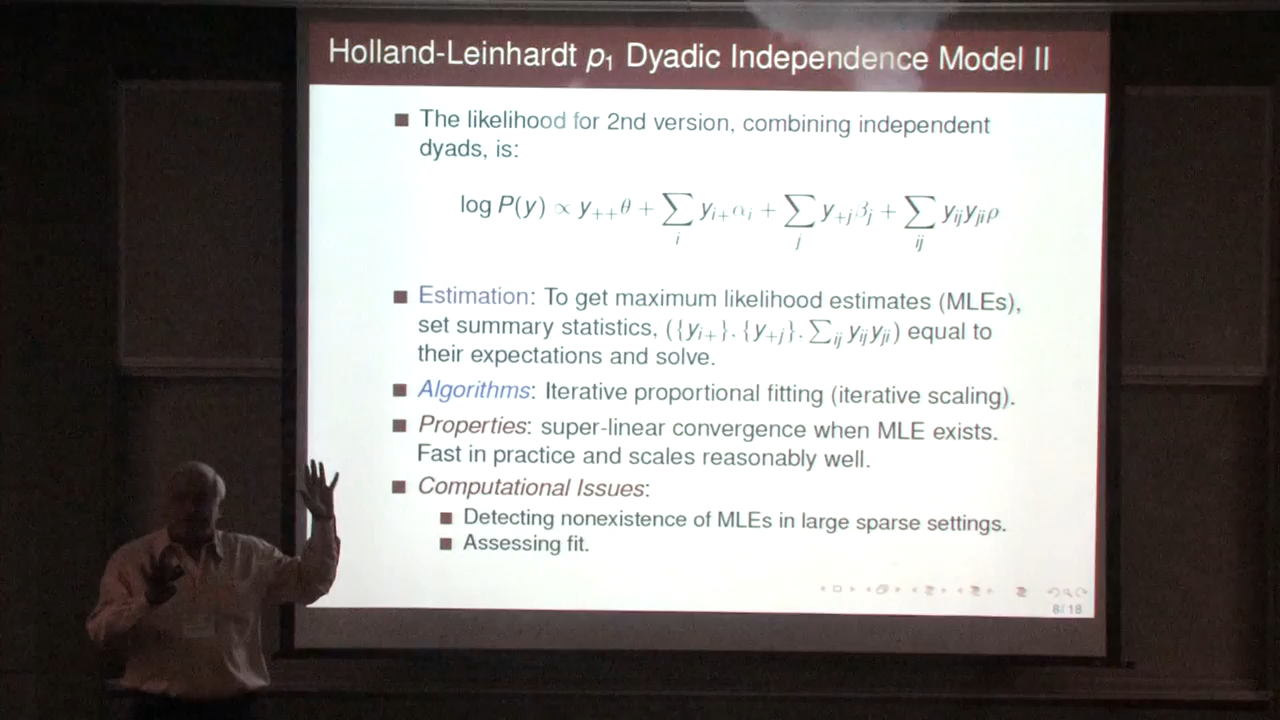 Holland-Leinhardt p₁ Dyadic Independence Model II
■ The likelihood for 2nd version, combining independent
dyads, is:
log P(y) ∝ y₊₊θ + ∑ᵢ yᵢ₊αᵢ + ∑ⱼ y₊ⱼβⱼ + ∑ᵢⱼ yᵢⱼyⱼᵢρ
■ Estimation: To get maximum likelihood estimates (MLEs),
set summary statistics, ({yᵢ₊}, {y₊ⱼ}, ∑ᵢⱼ yᵢⱼyⱼᵢ) equal to
their expectations and solve.
■ Algorithms: Iterative proportional fitting (iterative scaling).
■ Properties: super-linear convergence when MLE exists.
Fast in practice and scales reasonably well.
■ Computational Issues:
■ Detecting nonexistence of MLEs in large sparse settings.
■ Assessing fit.
8/18